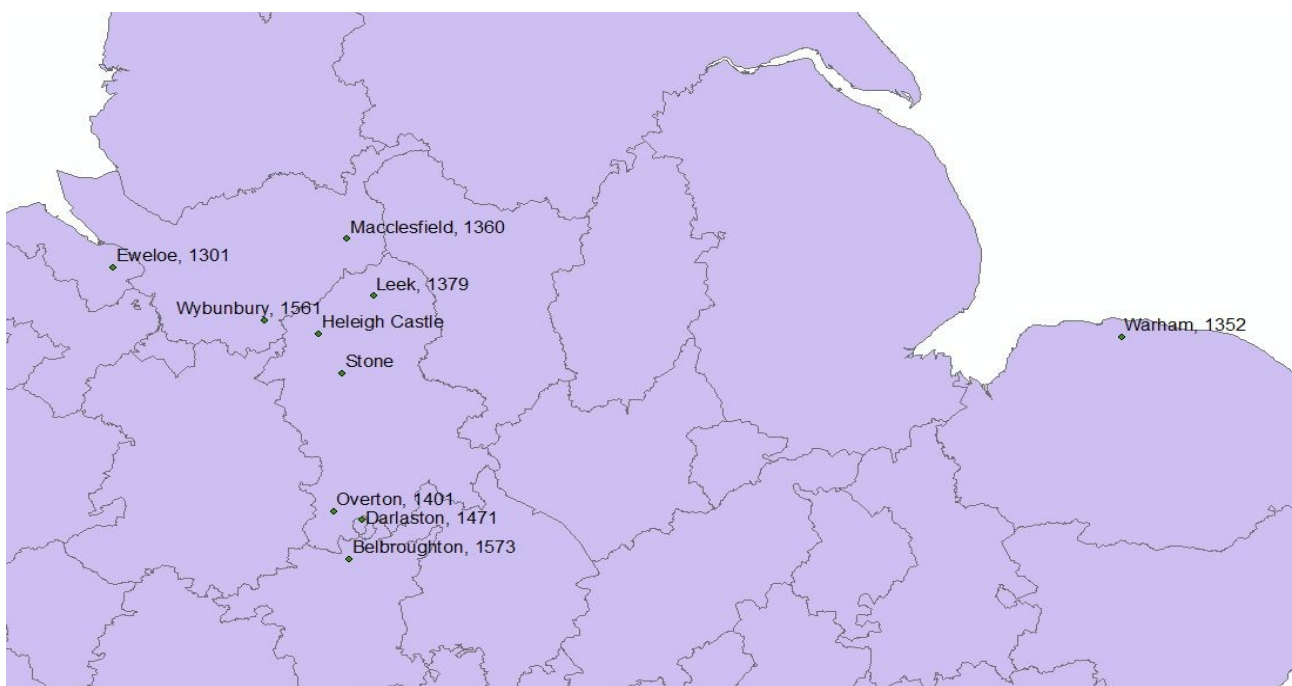 Macclesfield, 1360
Eweloe, 1301
Leek, 1379
Wybunbury, 1561
Heleigh Castle
Warham, 1352
Stone
Overton, 1401
Darlaston, 1471
Belbroughton, 1573